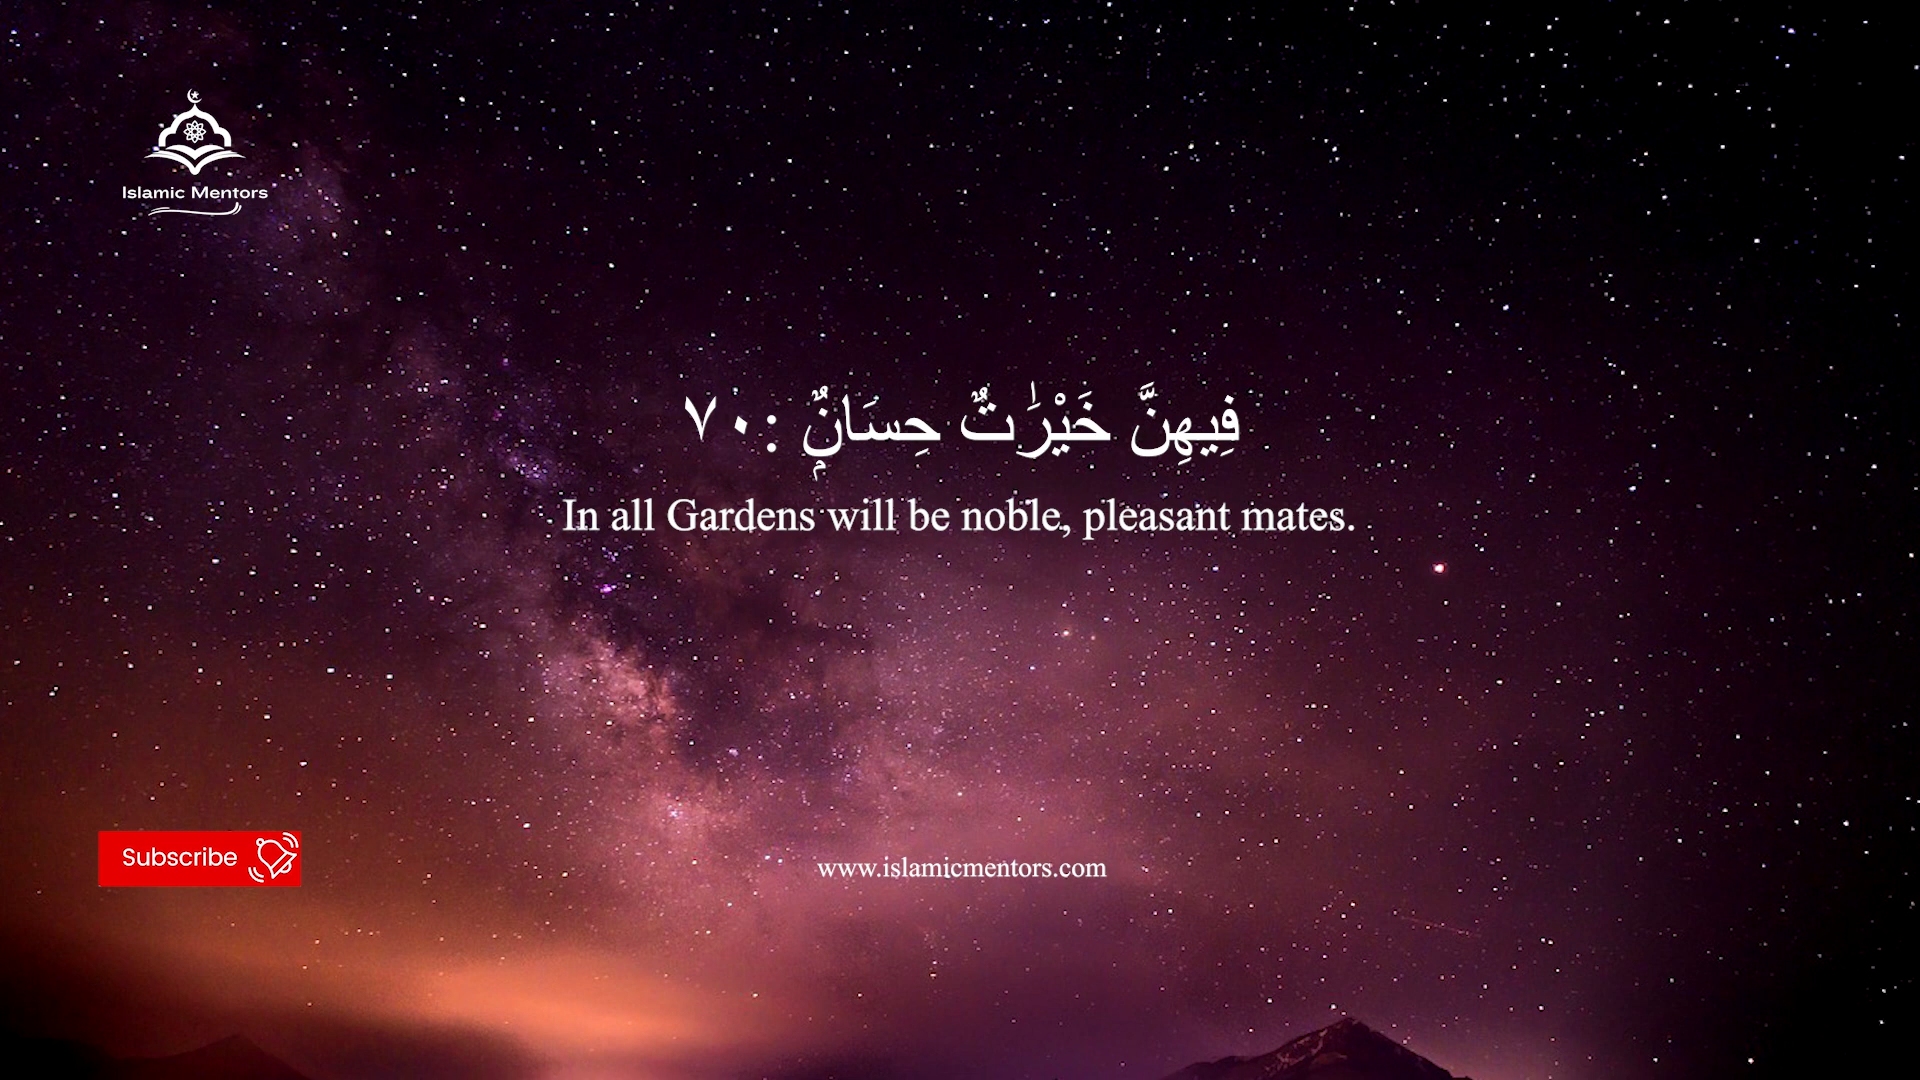 Islamic Mentors
فِيهِنَّ خَيْرَٰتٌ حِسَانٌۭ :٧٠
In all Gardens will be noble, pleasant mates.
Subscribe
www.islamicmentors.com